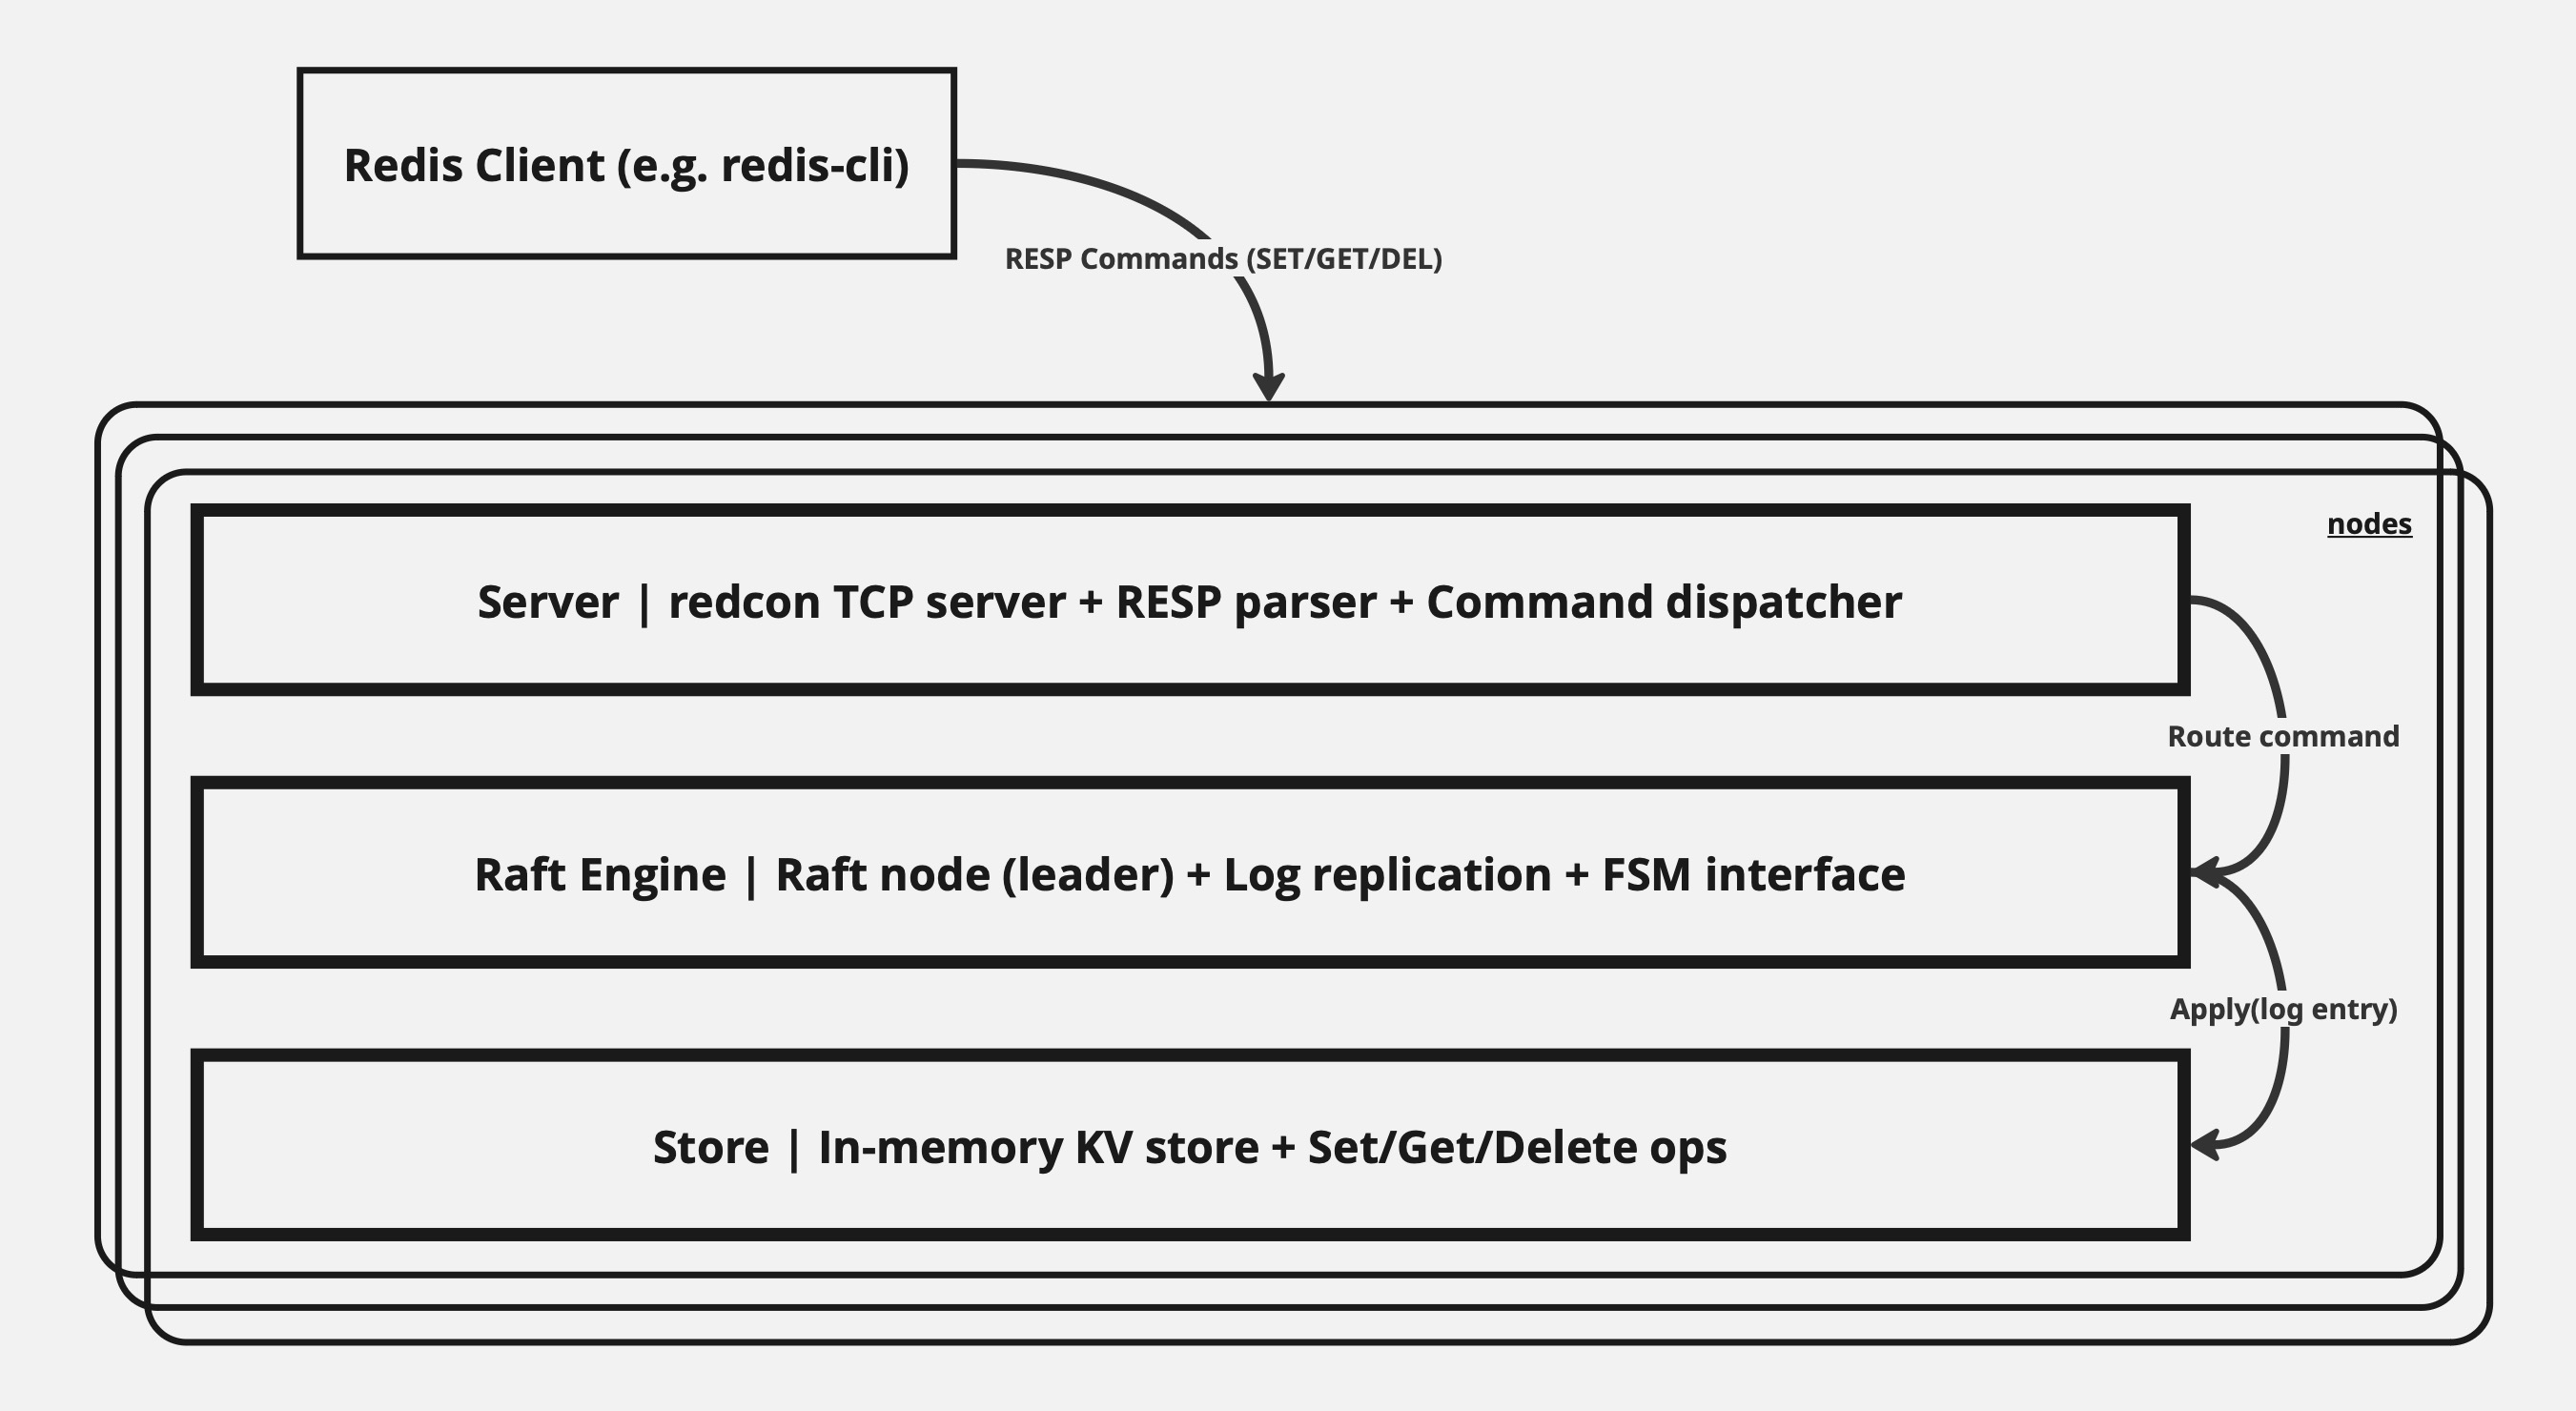 Redis Client (e.g. redis-cli)
RESP Commands (SET/GET/DEL)
nodes
Server | redcon TCP server + RESP parser + Command dispatcher
Route command
Raft Engine | Raft node (leader) + Log replication + FSM interface
Apply(log entry)
Store | In-memory KV store + Set/Get/Delete ops